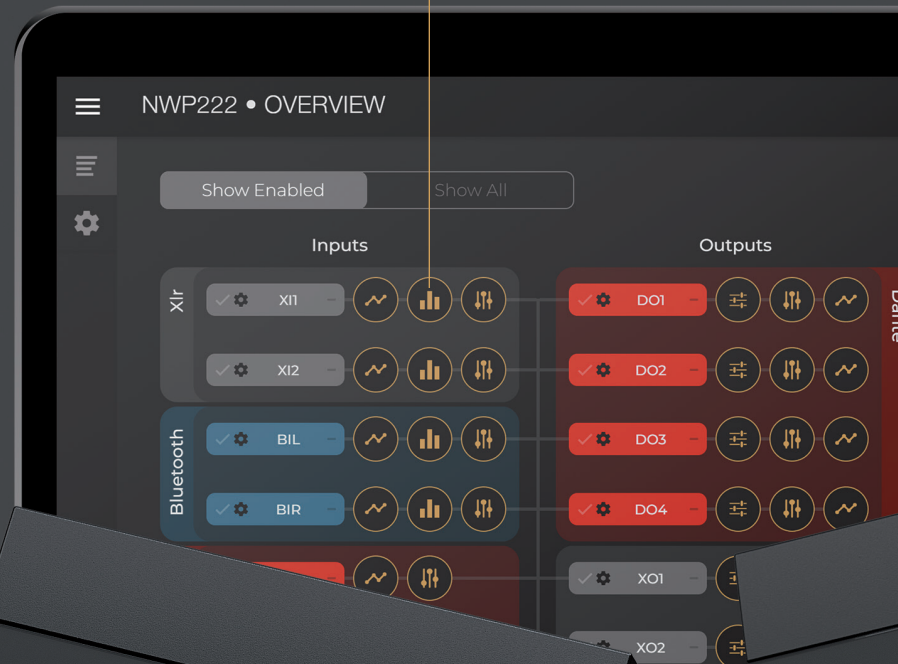 NWP222 • OVERVIEW
Show Enabled
Show All
Inputs
Outputs
Xlr
XI1
XI2
Bluetooth
BIL
BIR
DO1
DO2
DO3
DO4
Dante
XO1
XO2